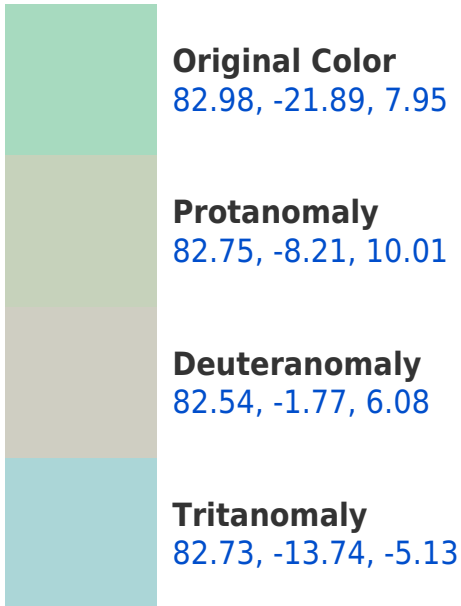 Original Color
82.98, -21.89, 7.95
Protanomaly
82.75, -8.21, 10.01
Deuteranomaly
82.54, -1.77, 6.08
Tritanomaly
82.73, -13.74, -5.13